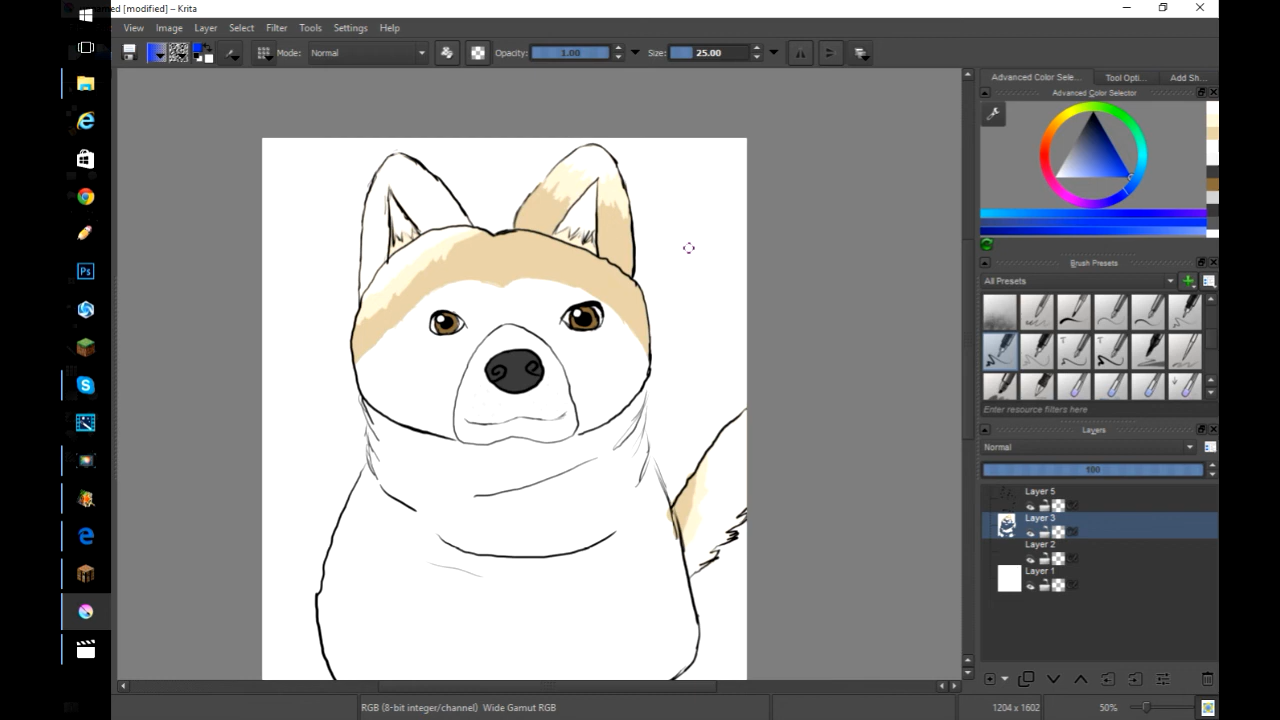 named [modified] – Krita
View Image Layer Select Filter Tools Settings Help
Mode: Normal Opacity: 1.00 Size: 25.00
Advanced Color Sele... Tool Opti... Add Sh...
Advanced Color Selector
Brush Presets
All Presets
Enter resource filters here
Layers
Normal
100
Layer 5
Layer 3
Layer 2
Layer 1
RGB (8-bit integer/channel) Wide Gamut RGB 1204 x 1602 50%
Ps